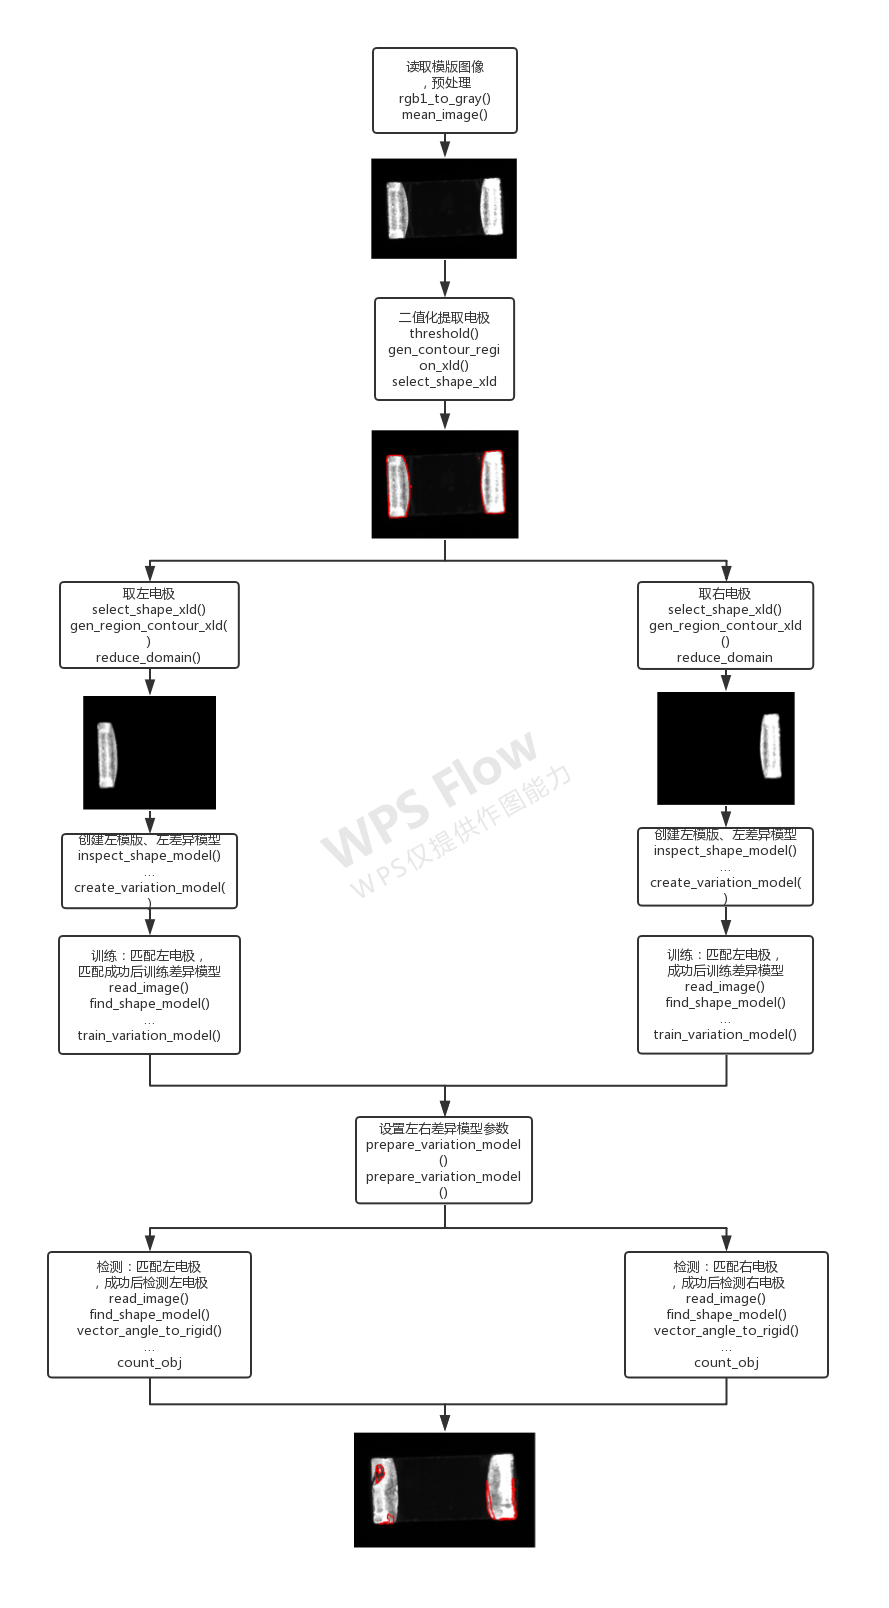 读取模版图像
，预处理
rgb1_to_gray()
mean_image()
二值化提取电极
threshold()
gen_contour_regi
on_xld()
select_shape_xld
取左电极
select_shape_xld()
gen_region_contour_xld(
)
reduce_domain()
取右电极
select_shape_xld()
gen_region_contour_xld
()
reduce_domain
WPS Flow
WPS仅提供作图能力
创建左模版、左差异模型
inspect_shape_model()
...
create_variation_model(
)
创建左模版、左差异模型
inspect_shape_model()
...
create_variation_model(
)
训练：匹配左电极，
匹配成功后训练差异模型
read_image()
find_shape_model()
...
train_variation_model()
训练：匹配左电极，
成功后训练差异模型
read_image()
find_shape_model()
...
train_variation_model()
设置左右差异模型参数
prepare_variation_model
()
prepare_variation_model
()
检测：匹配左电极
，成功后检测左电极
read_image()
find_shape_model()
vector_angle_to_rigid()
...
count_obj
检测：匹配右电极
，成功后检测右电极
read_image()
find_shape_model()
vector_angle_to_rigid()
...
count_obj